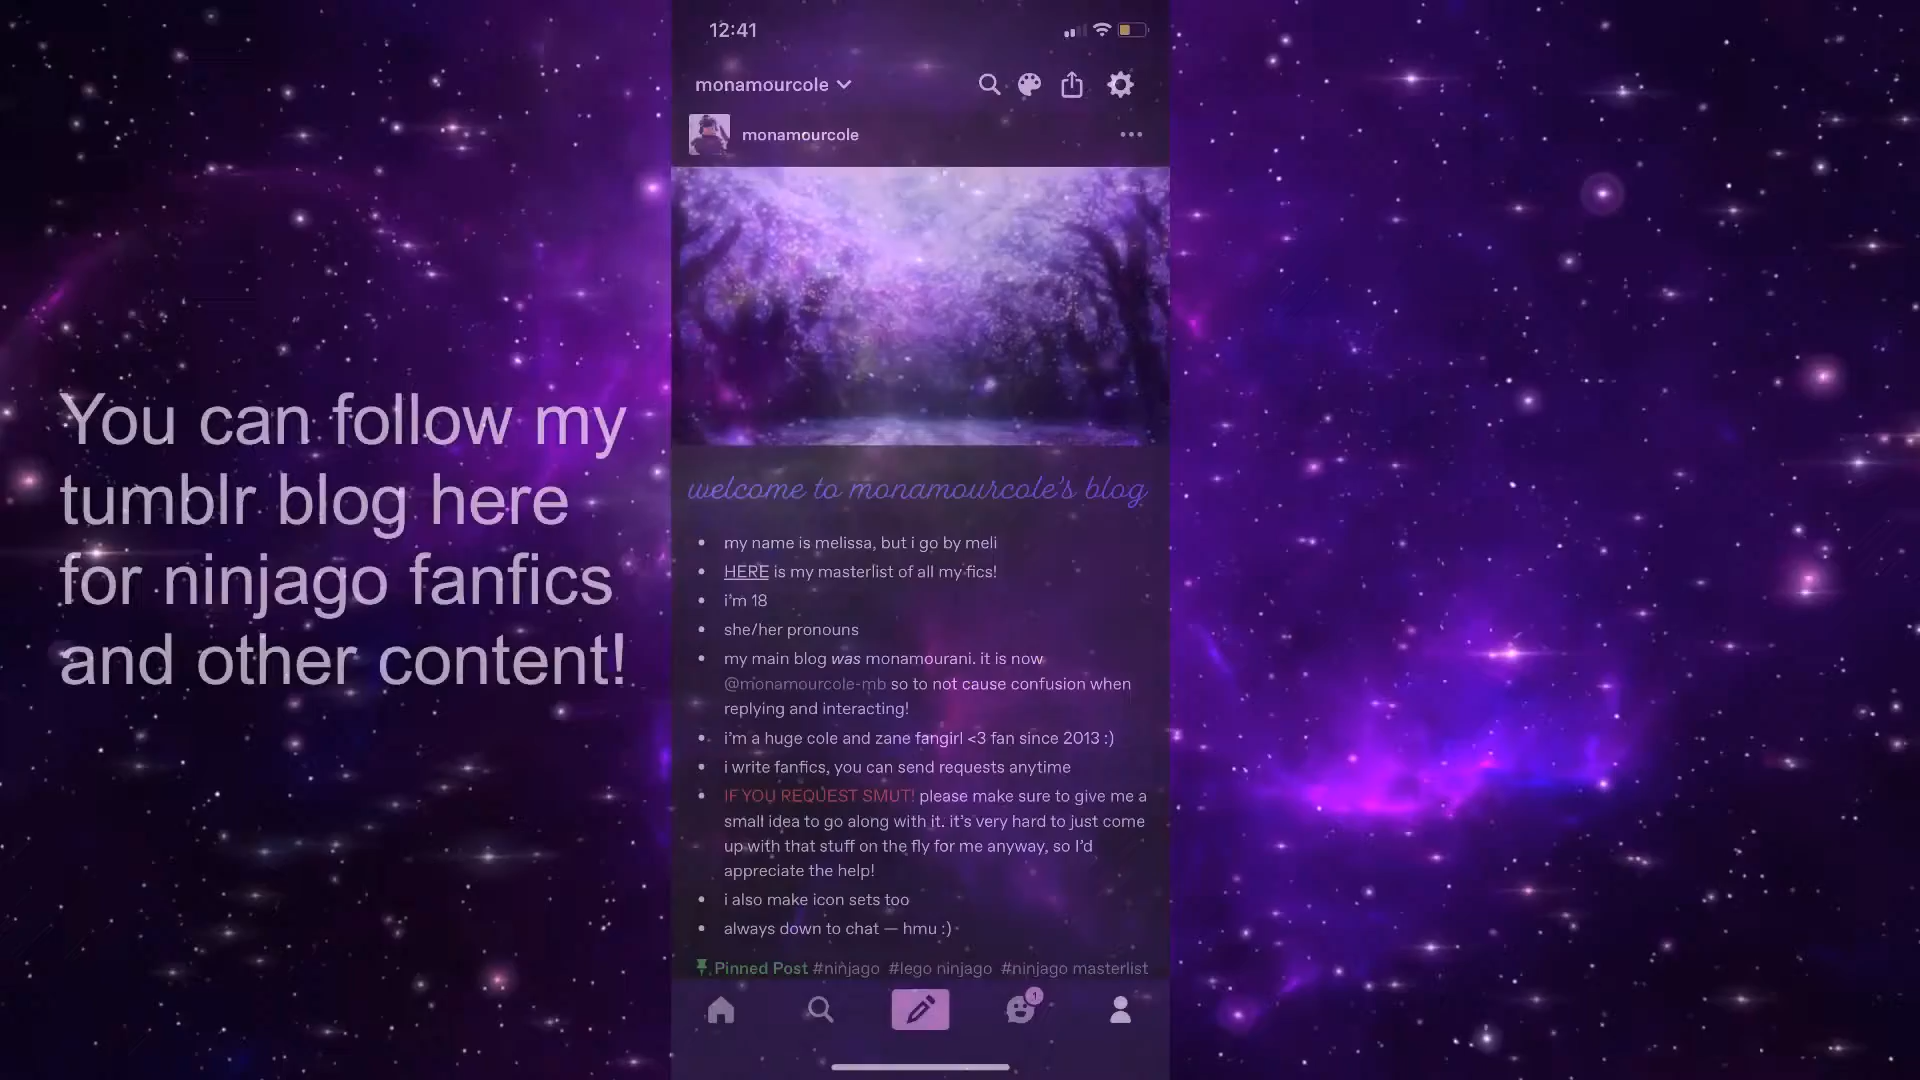 You can follow my
tumblr blog here
for ninjago fanfics
and other content!
12:41
monamourcole
monamourcole
welcome to monamourcole's blog
my name is melissa, but i go by meli
HERE is my masterlist of all my fics!
i'm 18
she/her pronouns
my main blog was monamourani. it is now
@monamourcole-mb so to not cause confusion when
replying and interacting!
i'm a huge cole and zane fangirl <3 fan since 2013 :)
i write fanfics, you can send requests anytime
IF YOU REQUEST SMUT! please make sure to give me a
small idea to go along with it. it's very hard to just come
up with that stuff on the fly for me anyway, so I'd
appreciate the help!
i also make icon sets too
always down to chat — hmu :)
Pinned Post #ninjago #lego ninjago #ninjago masterlist
1